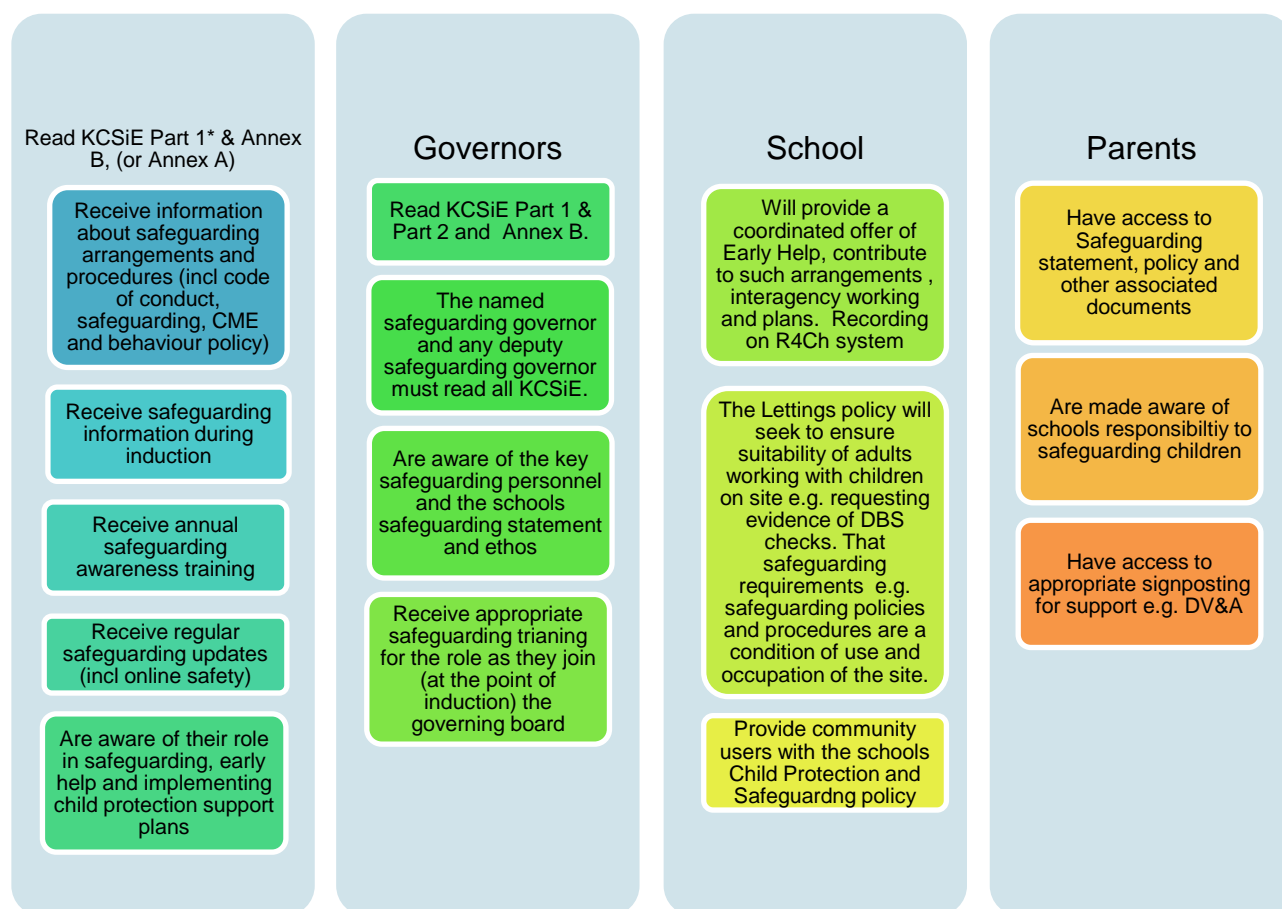 Read KCSiE Part 1* & Annex
B, (or Annex A)
Receive information
about safeguarding
arrangements and
procedures (incl code
of conduct,
safeguarding, CME
and behaviour policy)
Receive safeguarding
information during
induction
Receive annual
safeguarding
awareness training
Receive regular
safeguarding updates
(incl online safety)
Are aware of their role
in safeguarding, early
help and implementing
child protection support
plans
Governors
Read KCSiE Part 1 &
Part 2 and Annex B.
The named
safeguarding governor
and any deputy
safeguarding governor
must read all KCSiE.
Are aware of the key
safeguarding personnel
and the schools
safeguarding statement
and ethos
Receive appropriate
safeguarding trianing
for the role as they join
(at the point of
induction) the
governing board
School
Will provide a
coordinated offer of
Early Help, contribute
to such arrangements ,
interagency working
and plans. Recording
on R4Ch system
The Lettings policy will
seek to ensure
suitability of adults
working with children
on site e.g. requesting
evidence of DBS
checks. That
safeguarding
requirements e.g.
safeguarding policies
and procedures are a
condition of use and
occupation of the site.
Provide community
users with the schools
Child Protection and
Safeguardng policy
Parents
Have access to
Safeguarding
statement, policy and
other associated
documents
Are made aware of
schools responsibiltiy to
safeguarding children
Have access to
appropriate signposting
for support e.g. DV&A